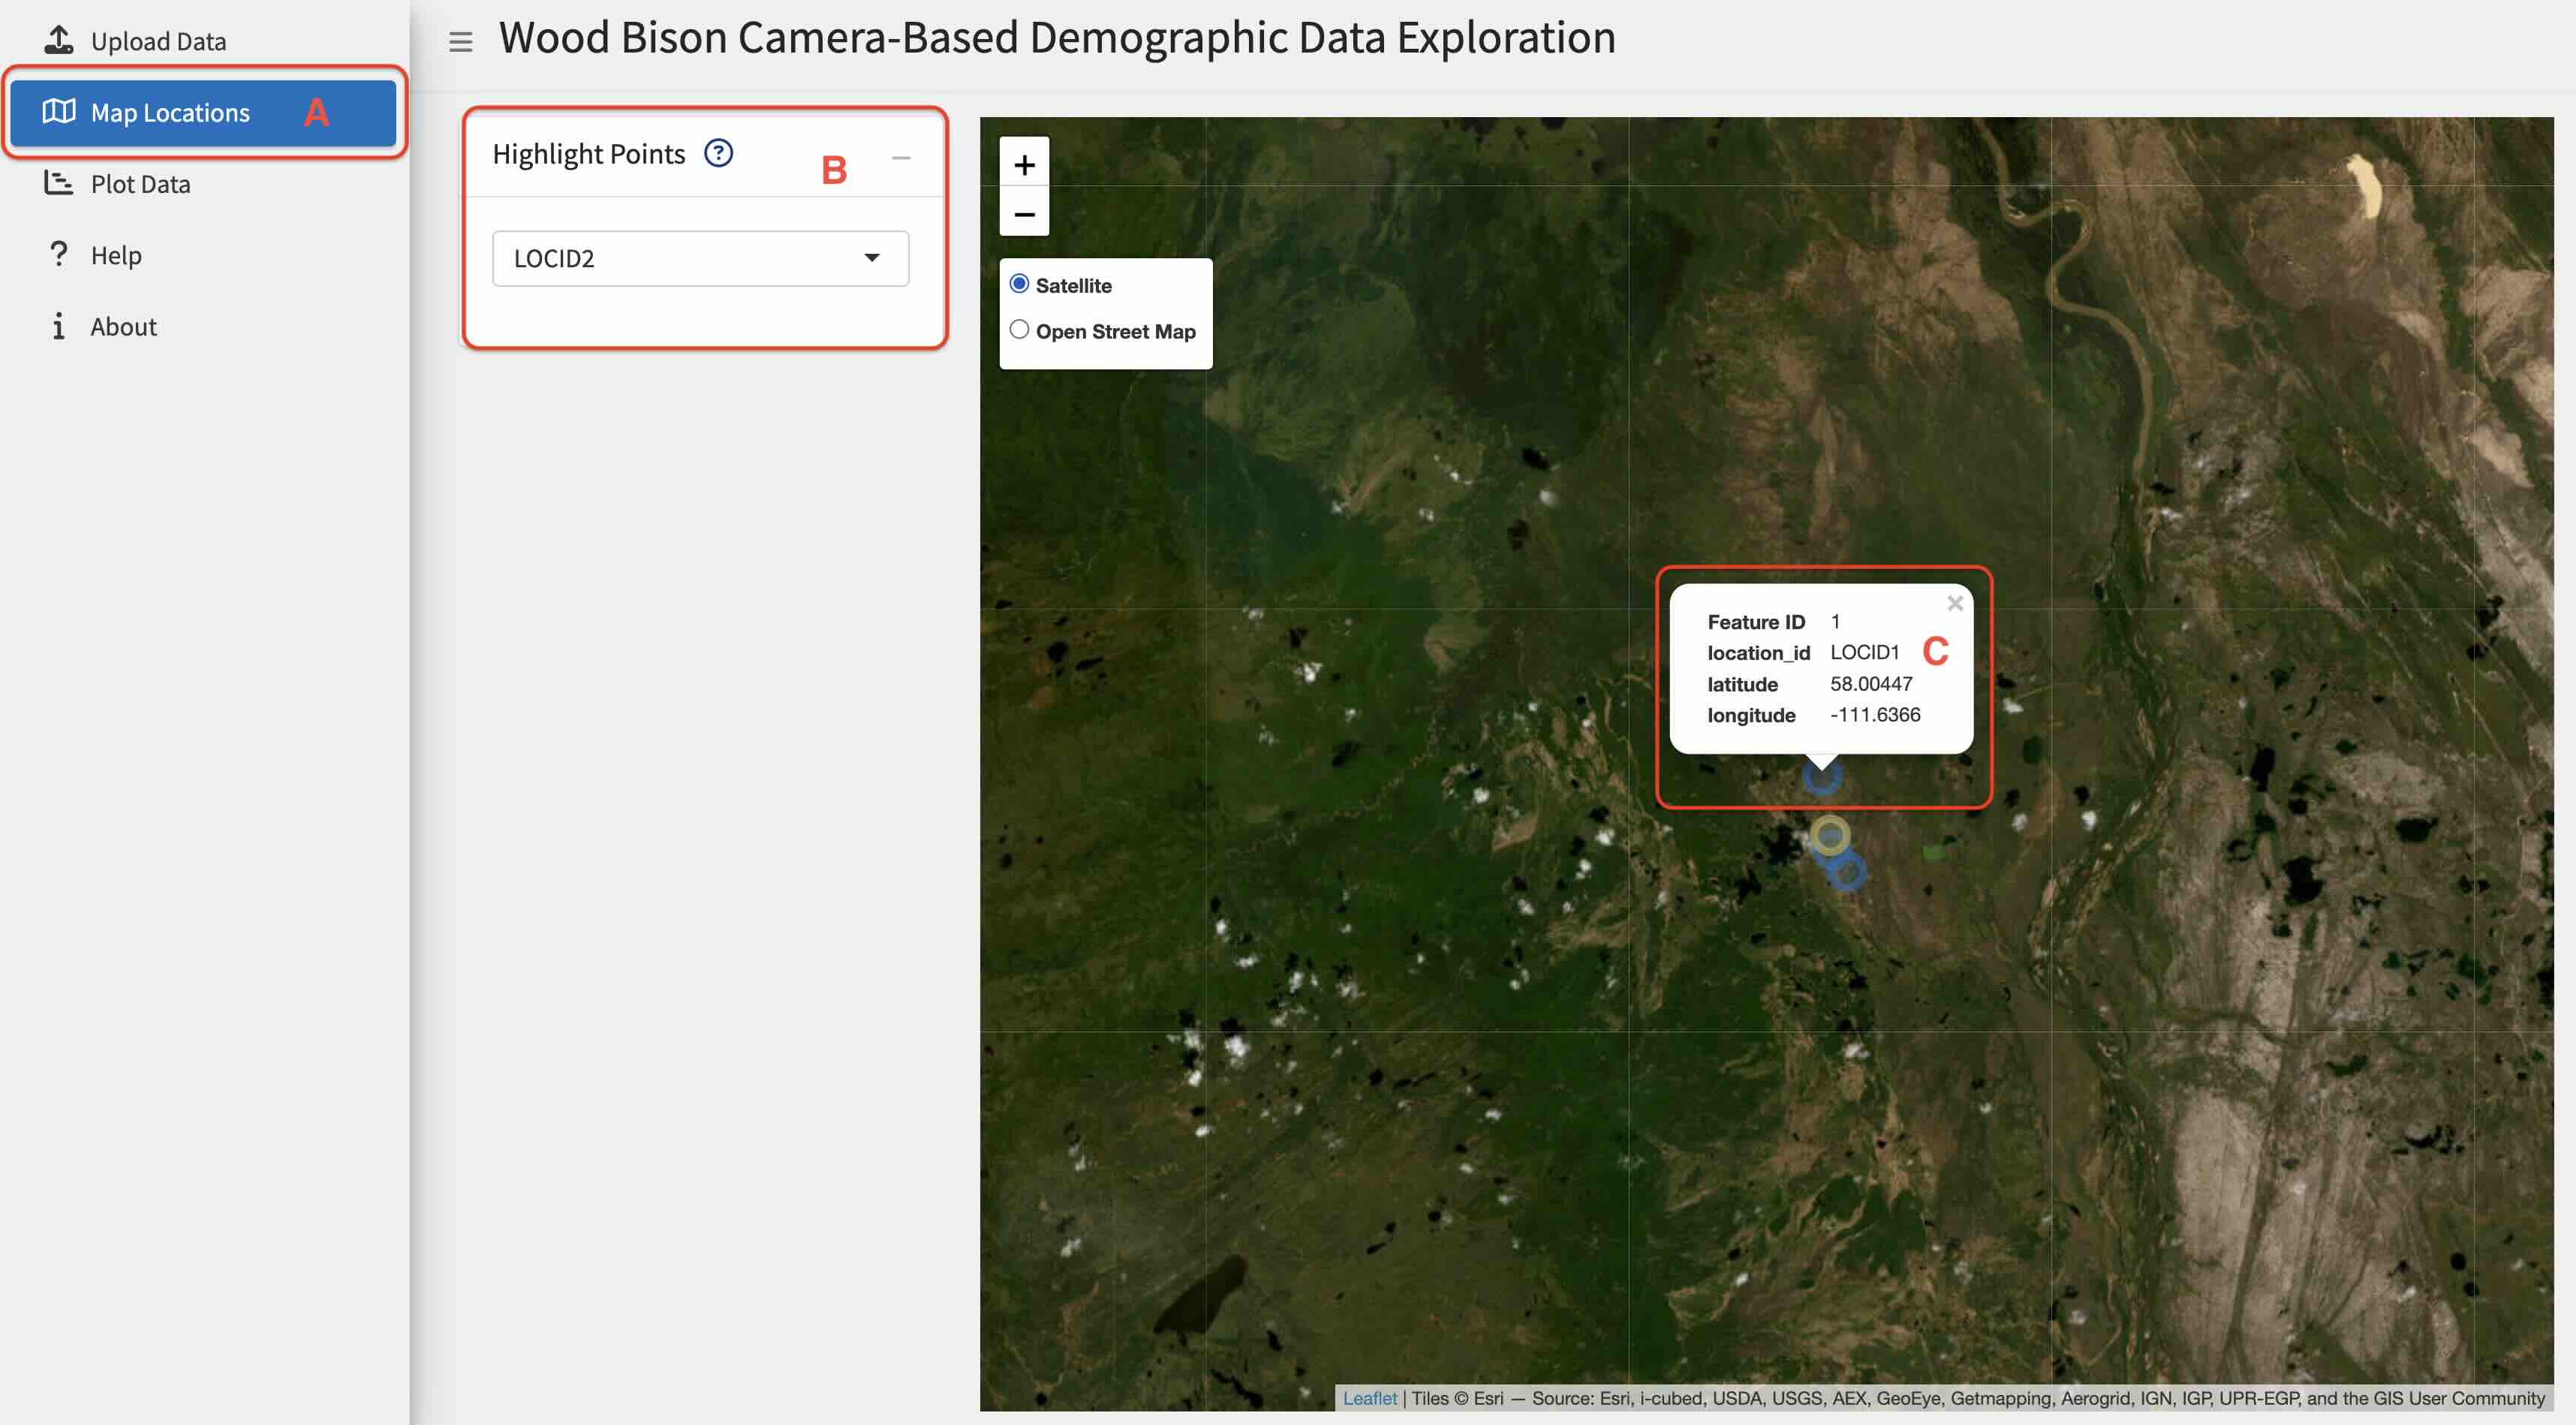 Upload Data
Map Locations A
Plot Data
? Help
i About
Wood Bison Camera-Based Demographic Data Exploration
Highlight Points ? B
LOCID2
+
−
Satellite
Open Street Map
×
Feature ID 1
location_id LOCID1 C
latitude 58.00447
longitude -111.6366
Leaflet | Tiles © Esri — Source: Esri, i-cubed, USDA, USGS, AEX, GeoEye, Getmapping, Aerogrid, IGN, IGP, UPR-EGP, and the GIS User Community